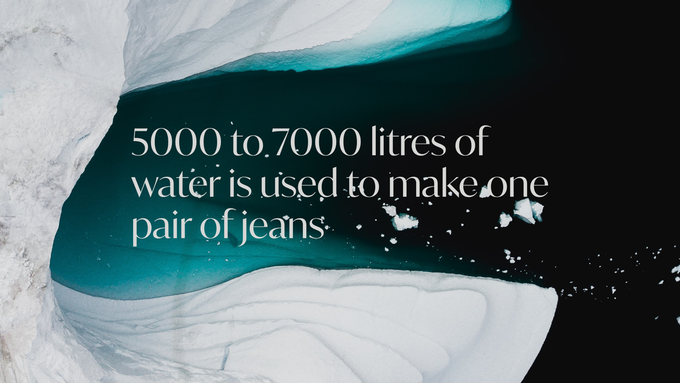 5000 to 7000 litres of
water is used to make one
pair of jeans